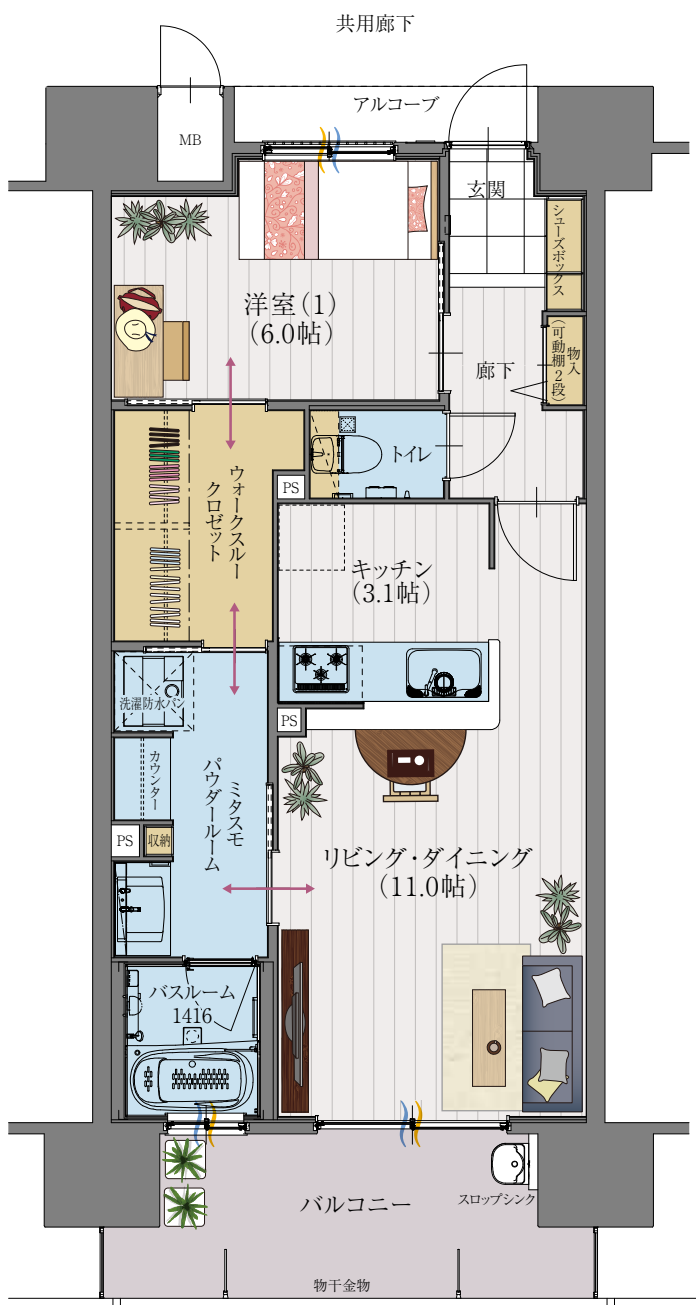 共用廊下
アルコーブ
MB
玄関
シューズボックス
洋室(1)
(6.0帖)
廊下
物入
(可動棚2段)
トイレ
PS
ウォークスルー
クロゼット
キッチン
(3.1帖)
洗濯防水パン
PS
カウンター
ミタスモ
パウダールーム
PS
収納
リビング・ダイニング
(11.0帖)
バスルーム
1416
バルコニー
スロップシンク
物干金物